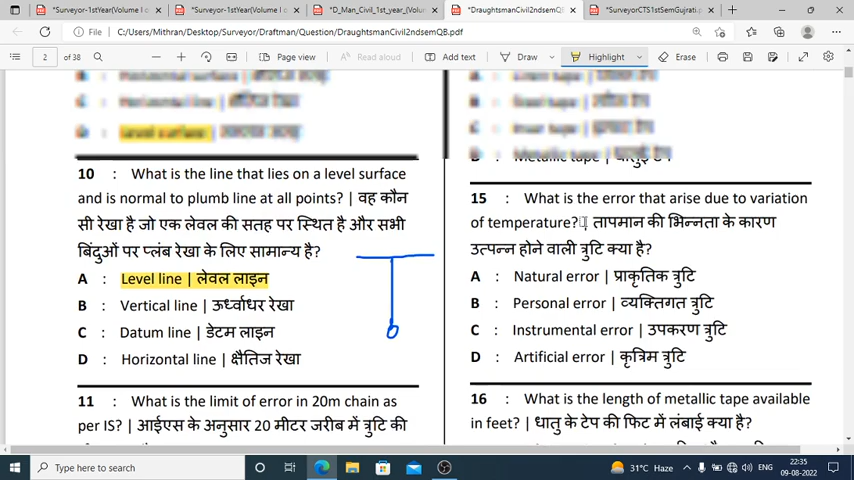 Surveyor-1stYear(Volume I o
*Surveyor-1stYear(Volume I o
*D_Man_Civil_1st_year_(Volum
*DraughtsmanCivil2ndsemQB.p
*SurveyorCTS1stSemGujrati.pd
File
C:/Users/Mithran/Desktop/Surveyor/Draftman/Question/DraughtsmanCivil2ndsemQB.pdf
2 of 38
Page view
Read aloud
Add text
Draw
Highlight
Erase
10 : What is the line that lies on a level surface
and is normal to plumb line at all points? | वह कौन
सी रेखा है जो एक लेवल की सतह पर स्थित है और सभी
बिंदुओं पर प्लंब रेखा के लिए सामान्य है?
A : Level line | लेवल लाइन
B : Vertical line | ऊर्ध्वाधर रेखा
C : Datum line | डेटम लाइन
D : Horizontal line | क्षैतिज रेखा
11 : What is the limit of error in 20m chain as
per IS? | आईएस के अनुसार 20 मीटर जरीब में त्रुटि की
D : Metallic tape |
15 : What is the error that arise due to variation
of temperature? | तापमान की भिन्नता के कारण
उत्पन्न होने वाली त्रुटि क्या है?
A : Natural error | प्राकृतिक त्रुटि
B : Personal error | व्यक्तिगत त्रुटि
C : Instrumental error | उपकरण त्रुटि
D : Artificial error | कृत्रिम त्रुटि
16 : What is the length of metallic tape available
in feet? | धातु के टेप की फिट में लंबाई क्या है?
Type here to search
31°C Haze
ENG
22:35
09-08-2022